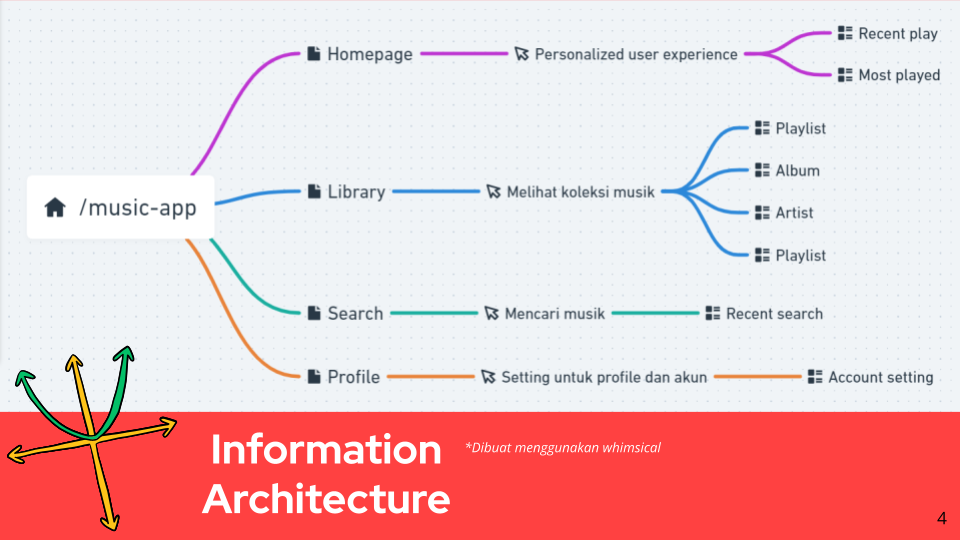 /music-app
Homepage
Personalized user experience
Recent play
Most played
Library
Melihat koleksi musik
Playlist
Album
Artist
Playlist
Search
Mencari musik
Recent search
Profile
Setting untuk profile dan akun
Account setting
Information
Architecture
*Dibuat menggunakan whimsical
4